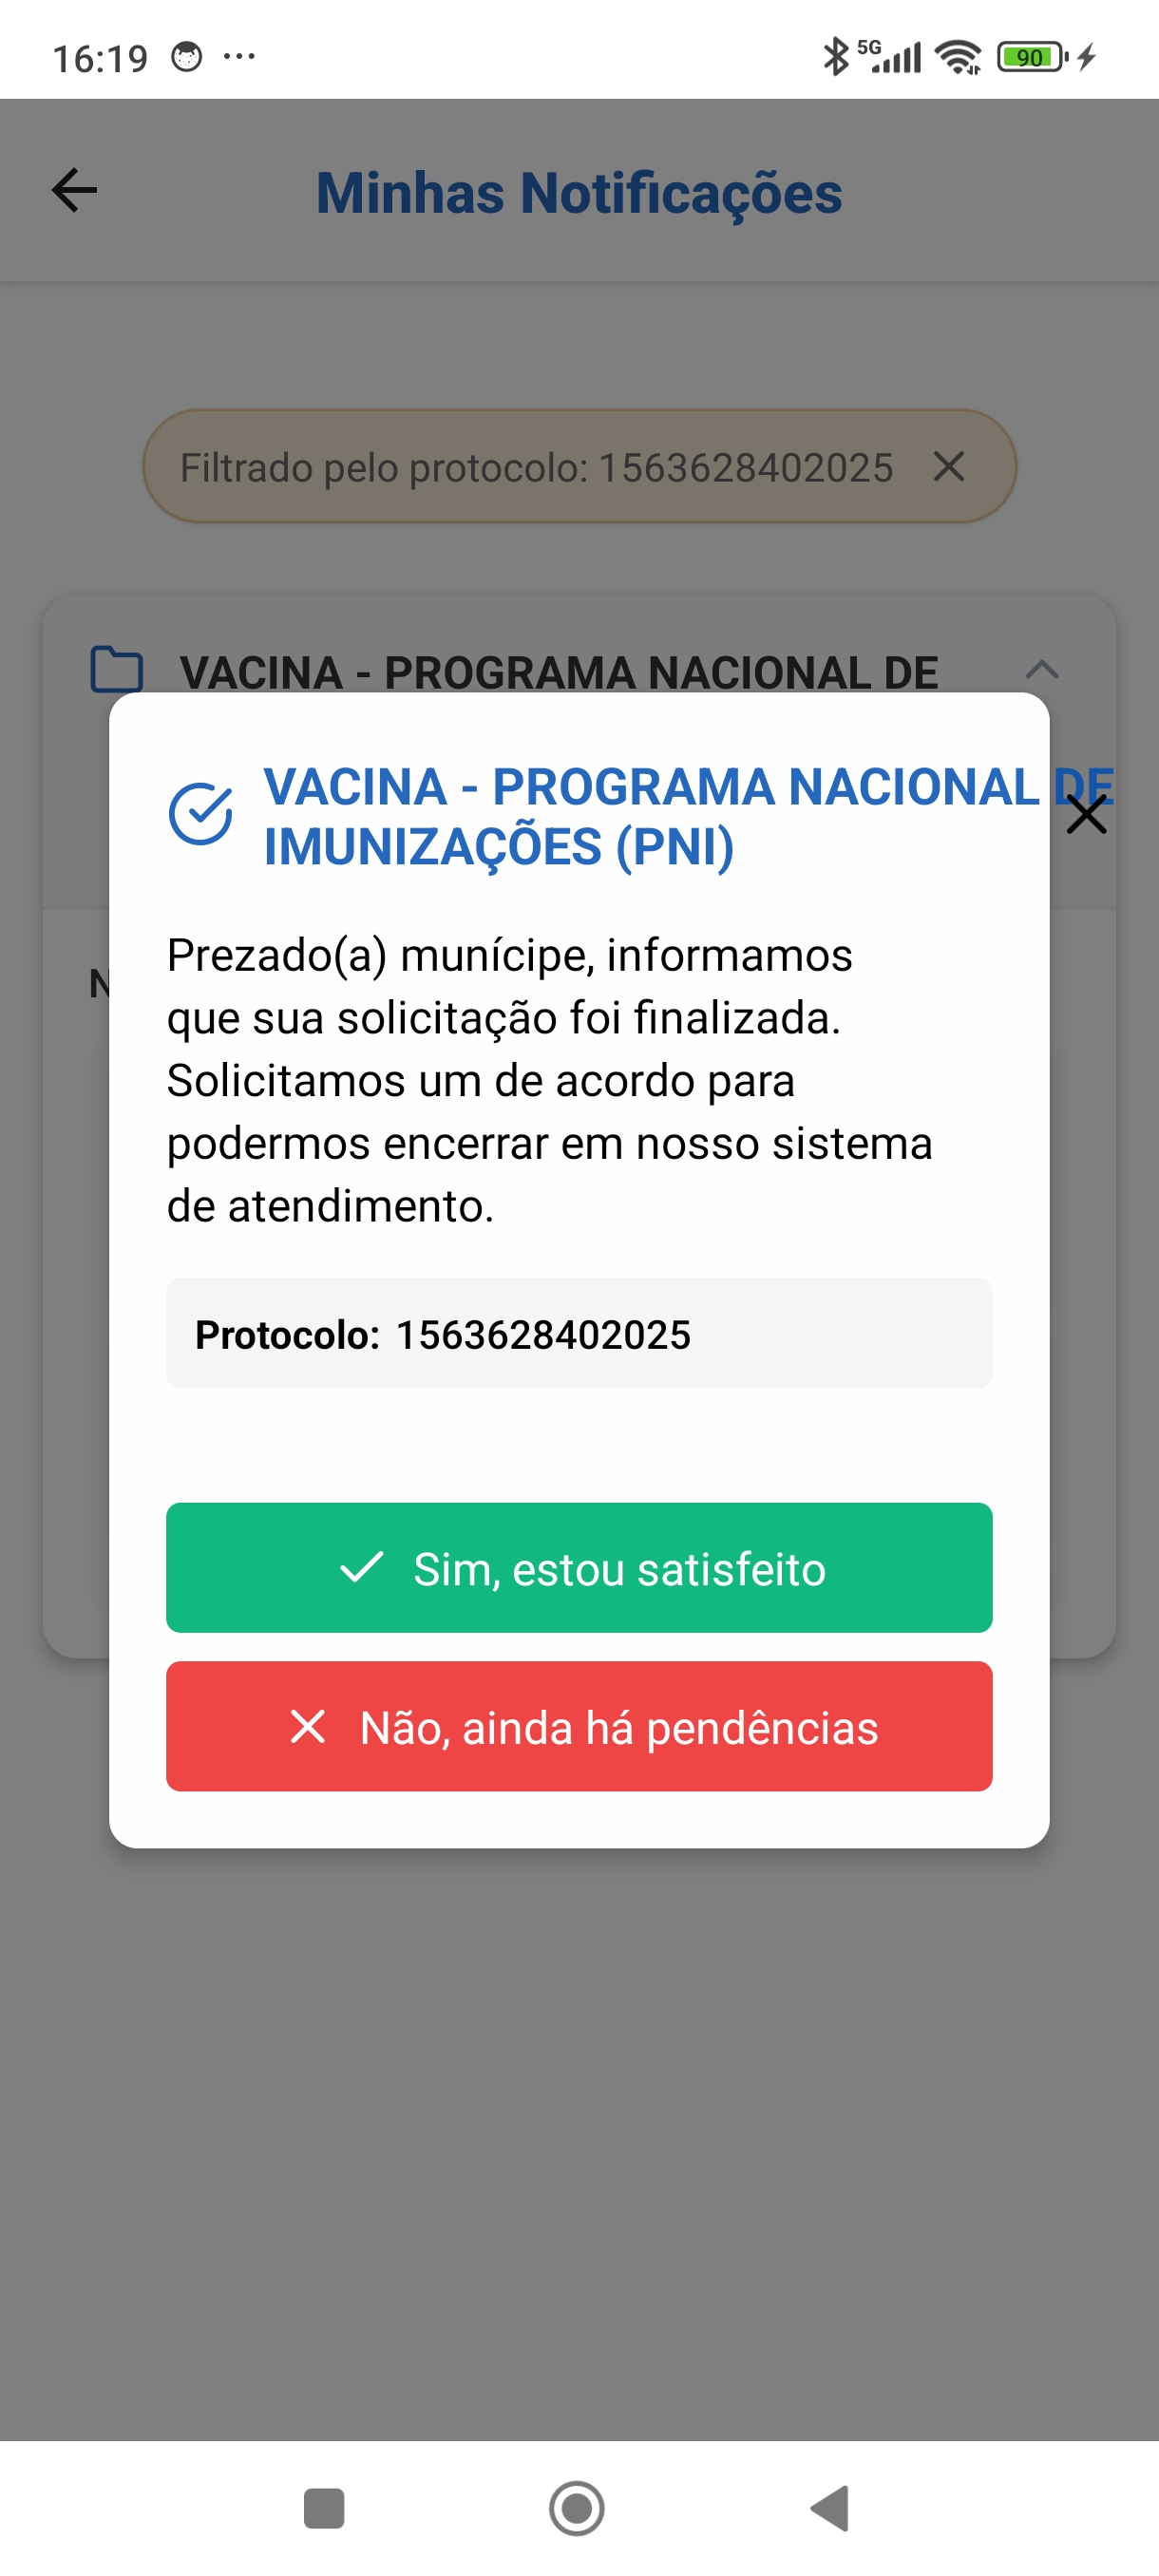 16:19
5G
90
Minhas Notificações
Filtrado pelo protocolo: 1563628402025
VACINA - PROGRAMA NACIONAL DE
VACINA - PROGRAMA NACIONAL DE
IMUNIZAÇÕES (PNI)
Prezado(a) munícipe, informamos
que sua solicitação foi finalizada.
Solicitamos um de acordo para
podermos encerrar em nosso sistema
de atendimento.
Protocolo: 1563628402025
Sim, estou satisfeito
Não, ainda há pendências